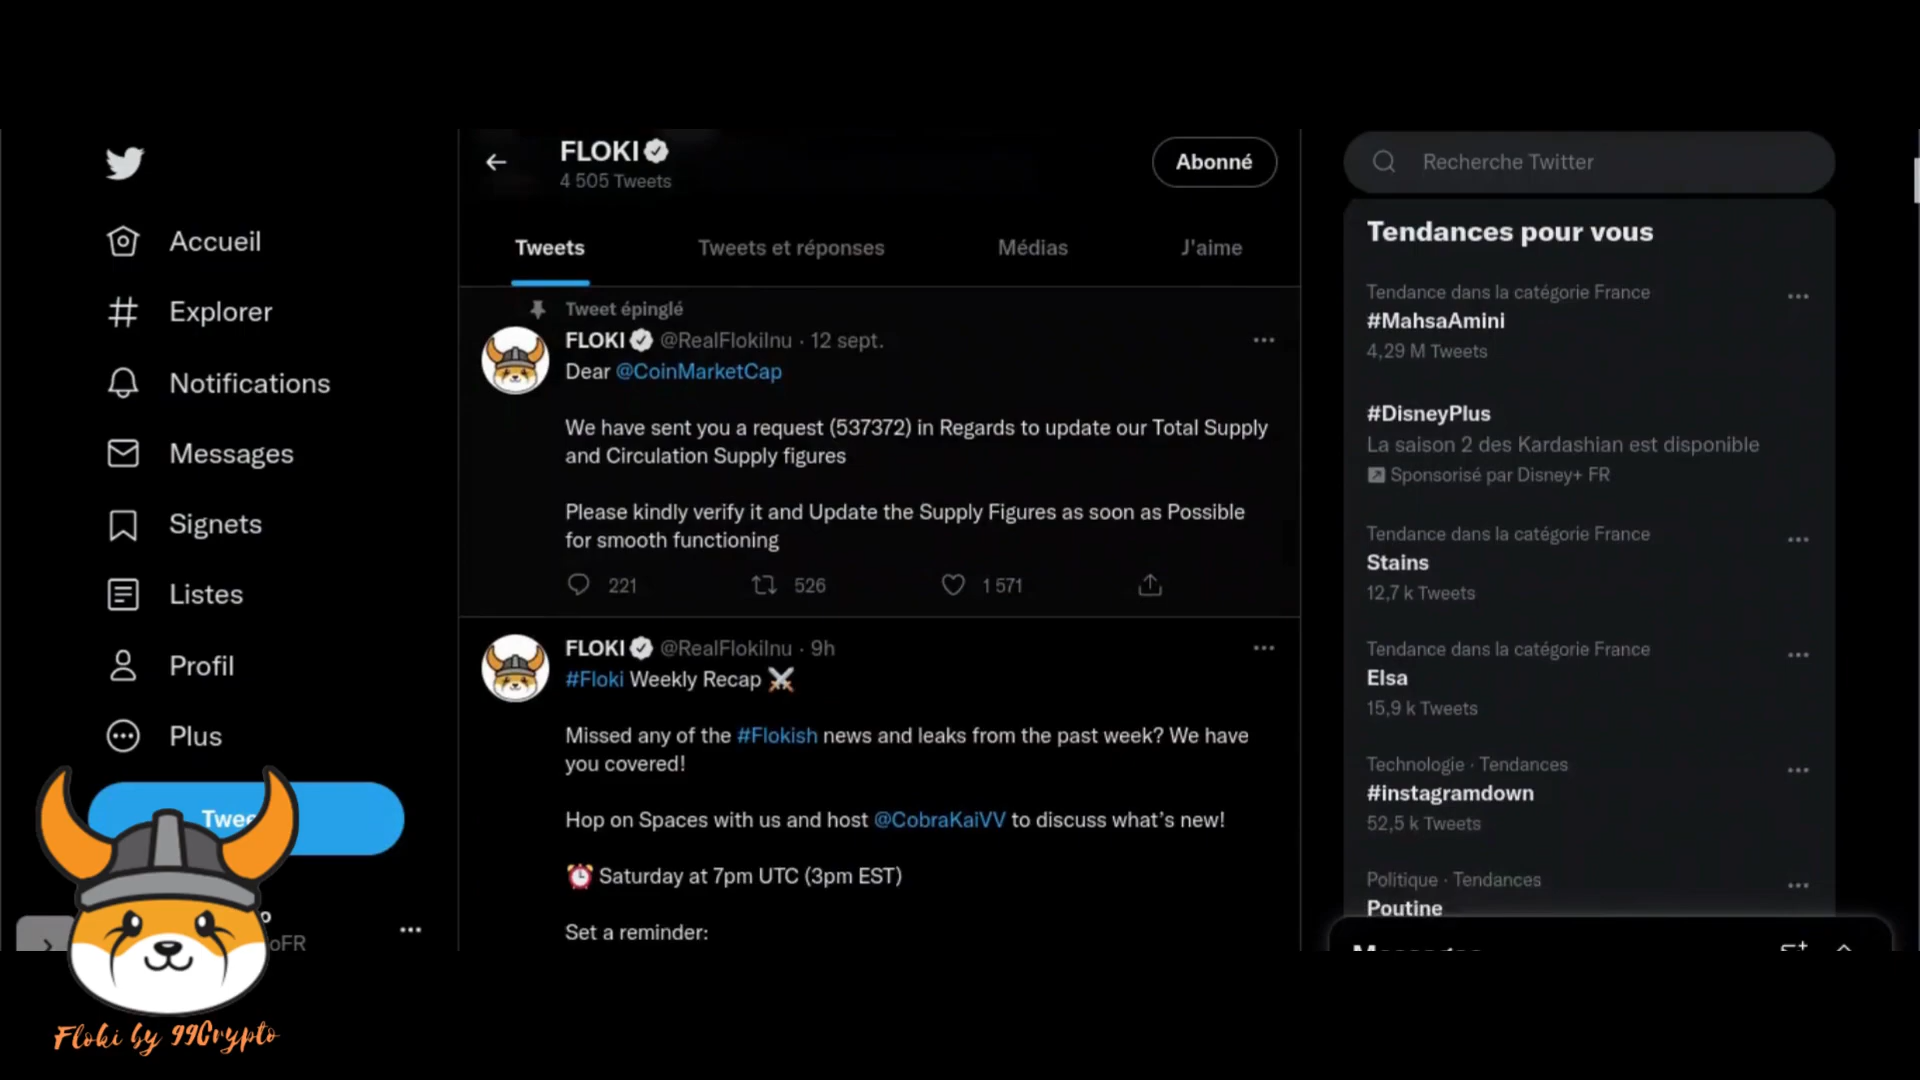 Accueil
Explorer
Notifications
Messages
Signets
Listes
Profil
Plus
Floki by 99Crypto
FLOKI
4 505 Tweets
Abonné
Tweets
Tweets et réponses
Médias
J'aime
Tweet épinglé
FLOKI @RealFlokiInu · 12 sept.
Dear @CoinMarketCap
We have sent you a request (537372) in Regards to update our Total Supply
and Circulation Supply figures
Please kindly verify it and Update the Supply Figures as soon as Possible
for smooth functioning
221
526
1 571
FLOKI @RealFlokiInu · 9h
#Floki Weekly Recap ⚔️
Missed any of the #Flokish news and leaks from the past week? We have
you covered!
Hop on Spaces with us and host @CobraKaiVV to discuss what's new!
⏰ Saturday at 7pm UTC (3pm EST)
Set a reminder:
Recherche Twitter
Tendances pour vous
Tendance dans la catégorie France
#MahsaAmini
4,29 M Tweets
#DisneyPlus
La saison 2 des Kardashian est disponible
Sponsorisé par Disney+ FR
Tendance dans la catégorie France
Stains
12,7 k Tweets
Tendance dans la catégorie France
Elsa
15,9 k Tweets
Technologie · Tendances
#instagramdown
52,5 k Tweets
Politique · Tendances
Poutine